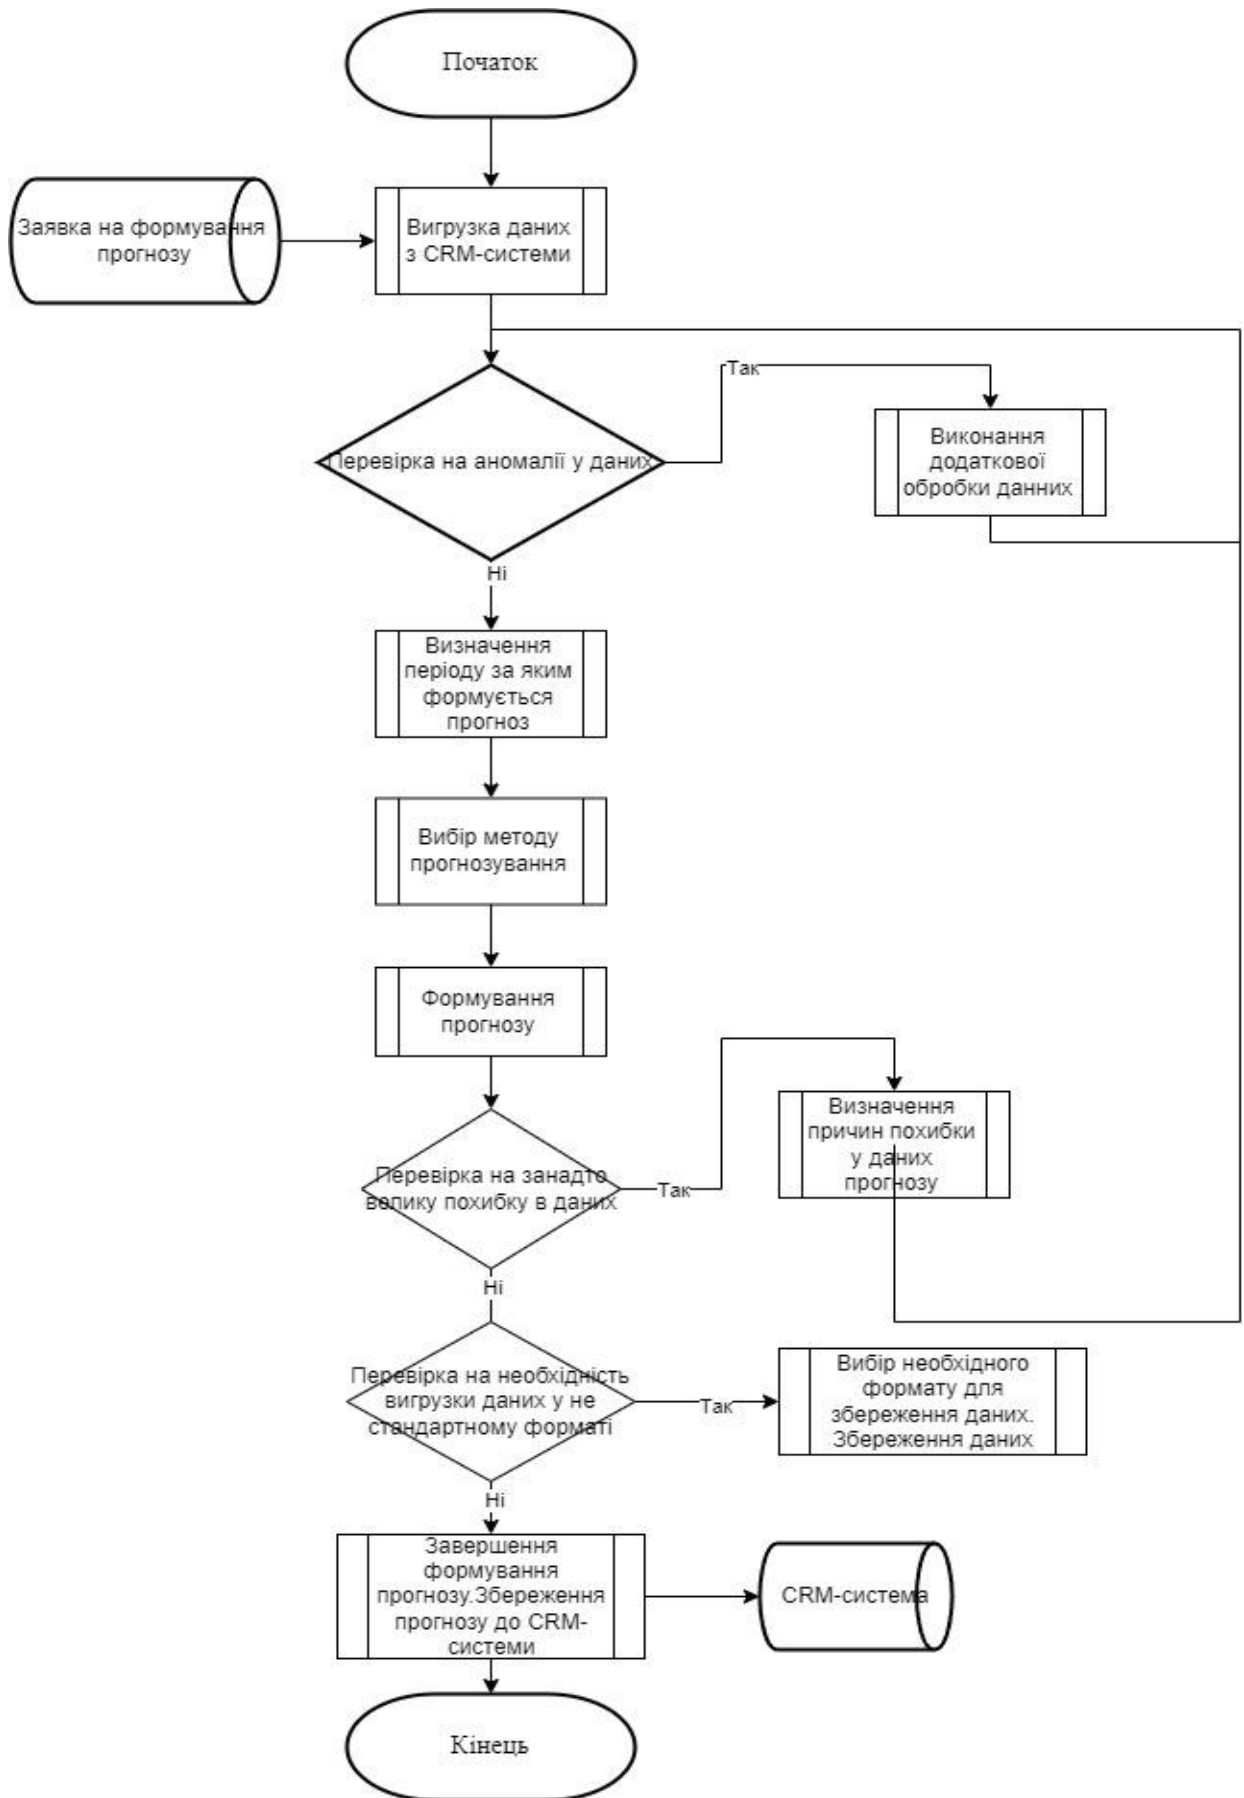 Початок
Заявка на формування
прогнозу
Вигрузка даних
з CRM-системи
Перевірка на аномалії у даних
Так
Виконання
додаткової
обробки данних
Ні
Визначення
періоду за яким
формується
прогноз
Вибір методу
прогнозування
Формування
прогнозу
Перевірка на занадто
велику похибку в даних
Так
Визначення
причин похибки
у даних
прогнозу
Ні
Перевірка на необхідність
вигрузки даних у не
стандартному форматі
Так
Вибір необхідного
формату для
збереження даних.
Збереження даних
Ні
Завершення
формування
прогнозу.Збереження
прогнозу до CRM-
системи
CRM-система
Кінець